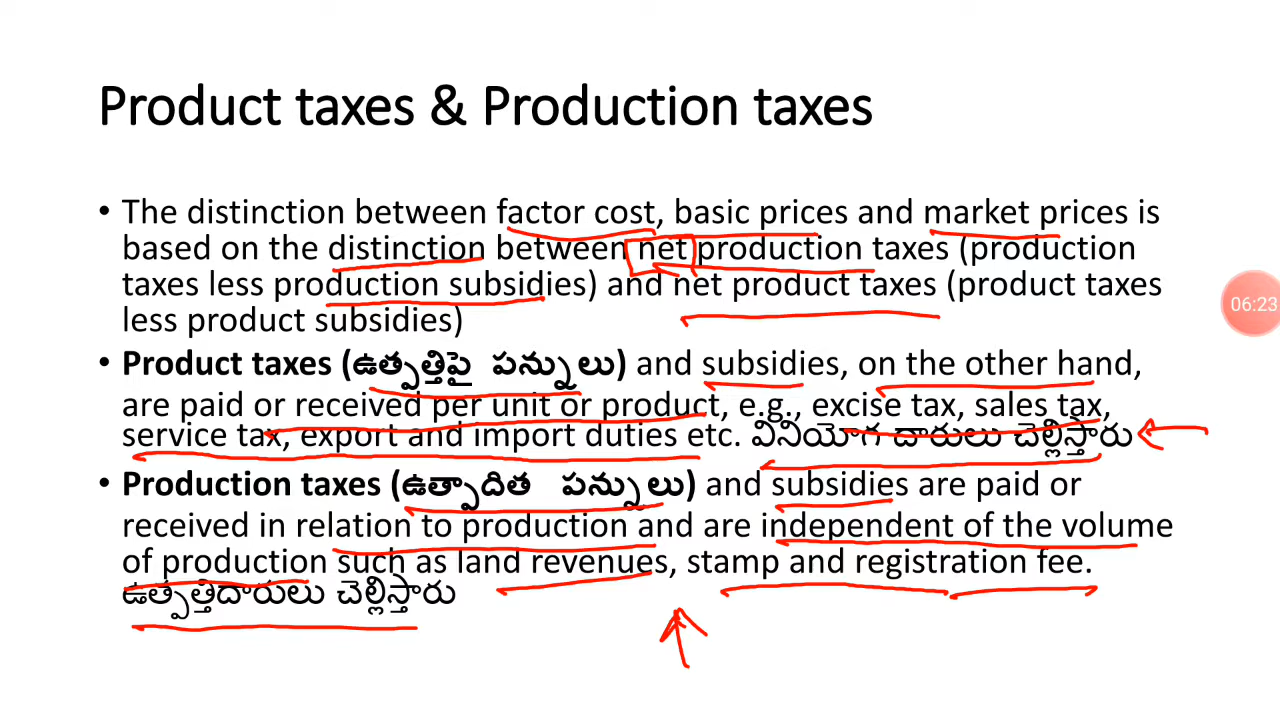 Product taxes & Production taxes
• The distinction between factor cost, basic prices and market prices is
based on the distinction between net production taxes (production
taxes less production subsidies) and net product taxes (product taxes
less product subsidies)
• Product taxes (ఉత్పత్తిపై పన్నులు) and subsidies, on the other hand,
are paid or received per unit or product, e.g., excise tax, sales tax,
service tax, export and import duties etc. వినియోగ దారులు చెల్లిస్తారు
• Production taxes (ఉత్పాదిత పన్నులు) and subsidies are paid or
received in relation to production and are independent of the volume
of production such as land revenues, stamp and registration fee.
ఉత్పత్తిదారులు చెల్లిస్తారు
06:23